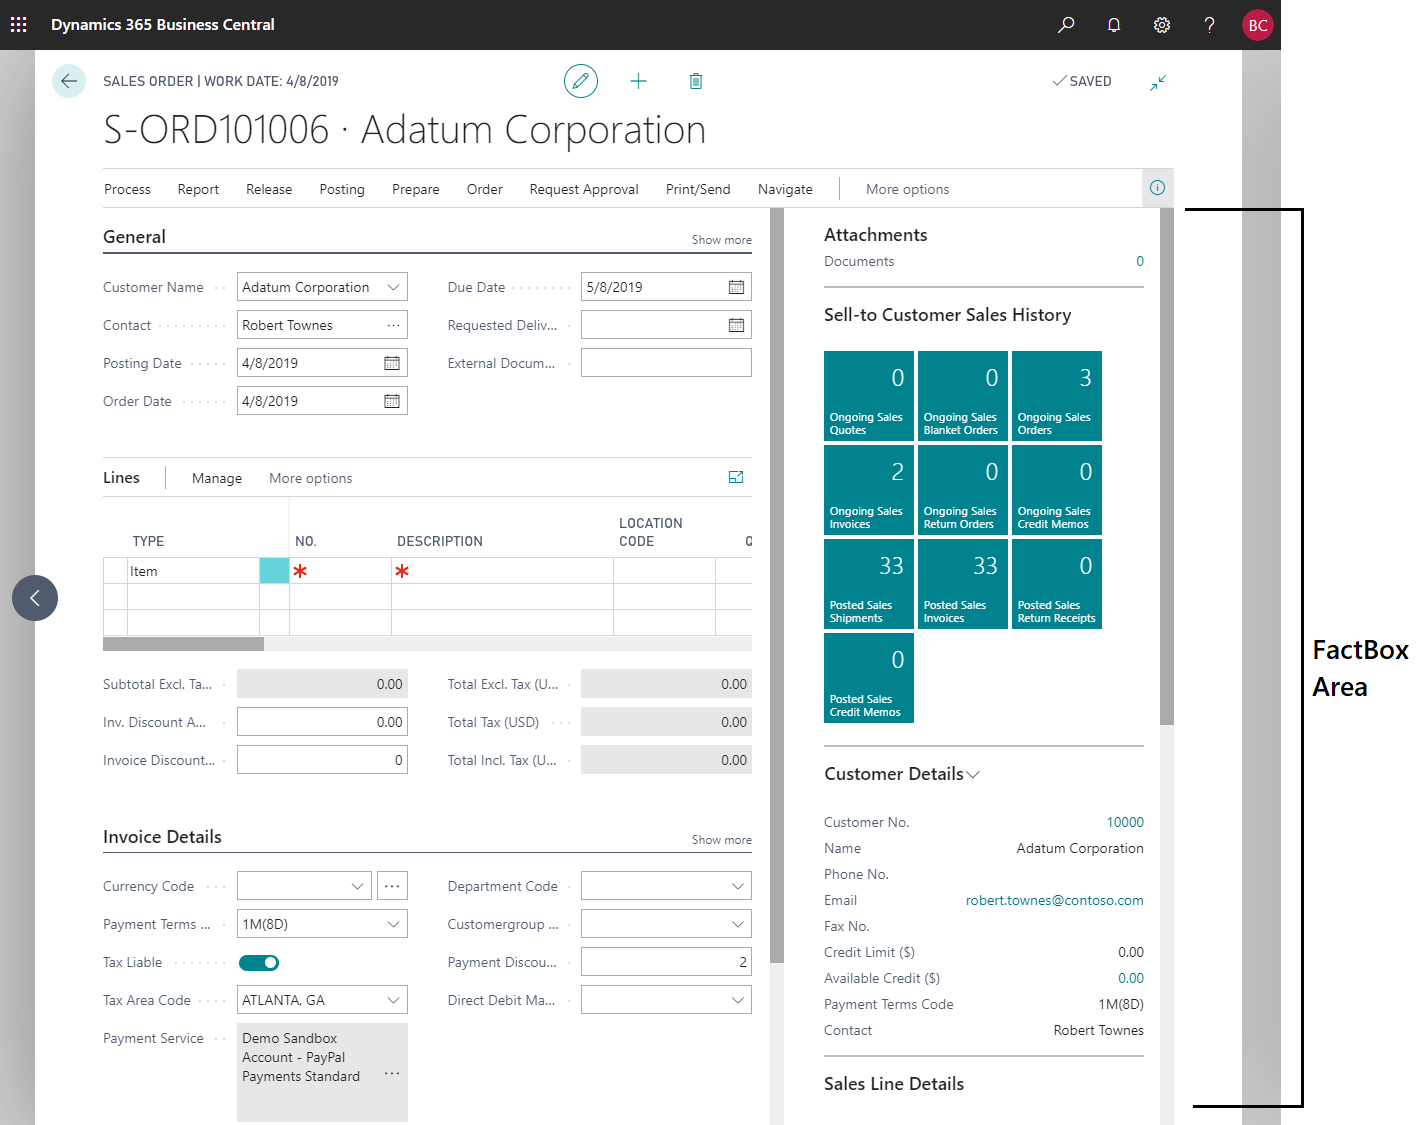 Dynamics 365 Business Central
BC
SALES ORDER | WORK DATE: 4/8/2019
SAVED
S-ORD101006 · Adatum Corporation
Process Report Release Posting Prepare Order Request Approval Print/Send Navigate More options
General
Show more
Customer Name Adatum Corporation
Due Date 5/8/2019
Contact Robert Townes ...
Requested Deliv...
Posting Date 4/8/2019
External Docum...
Order Date 4/8/2019
Lines Manage More options
TYPE NO. DESCRIPTION LOCATION CODE Q
Item * *
Subtotal Excl. Ta... 0.00
Total Excl. Tax (U... 0.00
Inv. Discount A... 0.00
Total Tax (USD) 0.00
Invoice Discount... 0
Total Incl. Tax (U... 0.00
Invoice Details
Show more
Currency Code ...
Department Code
Payment Terms ... 1M(8D)
Customergroup ...
Tax Liable
Payment Discou... 2
Tax Area Code ATLANTA, GA
Direct Debit Ma...
Payment Service Demo Sandbox
Account - PayPal
Payments Standard ...
Attachments
Documents 0
Sell-to Customer Sales History
0
Ongoing Sales
Quotes
0
Ongoing Sales
Blanket Orders
3
Ongoing Sales
Orders
2
Ongoing Sales
Invoices
0
Ongoing Sales
Return Orders
0
Ongoing Sales
Credit Memos
33
Posted Sales
Shipments
33
Posted Sales
Invoices
0
Posted Sales
Return Receipts
0
Posted Sales
Credit Memos
Customer Details
Customer No. 10000
Name Adatum Corporation
Phone No.
Email robert.townes@contoso.com
Fax No.
Credit Limit ($) 0.00
Available Credit ($) 0.00
Payment Terms Code 1M(8D)
Contact Robert Townes
Sales Line Details
FactBox
Area